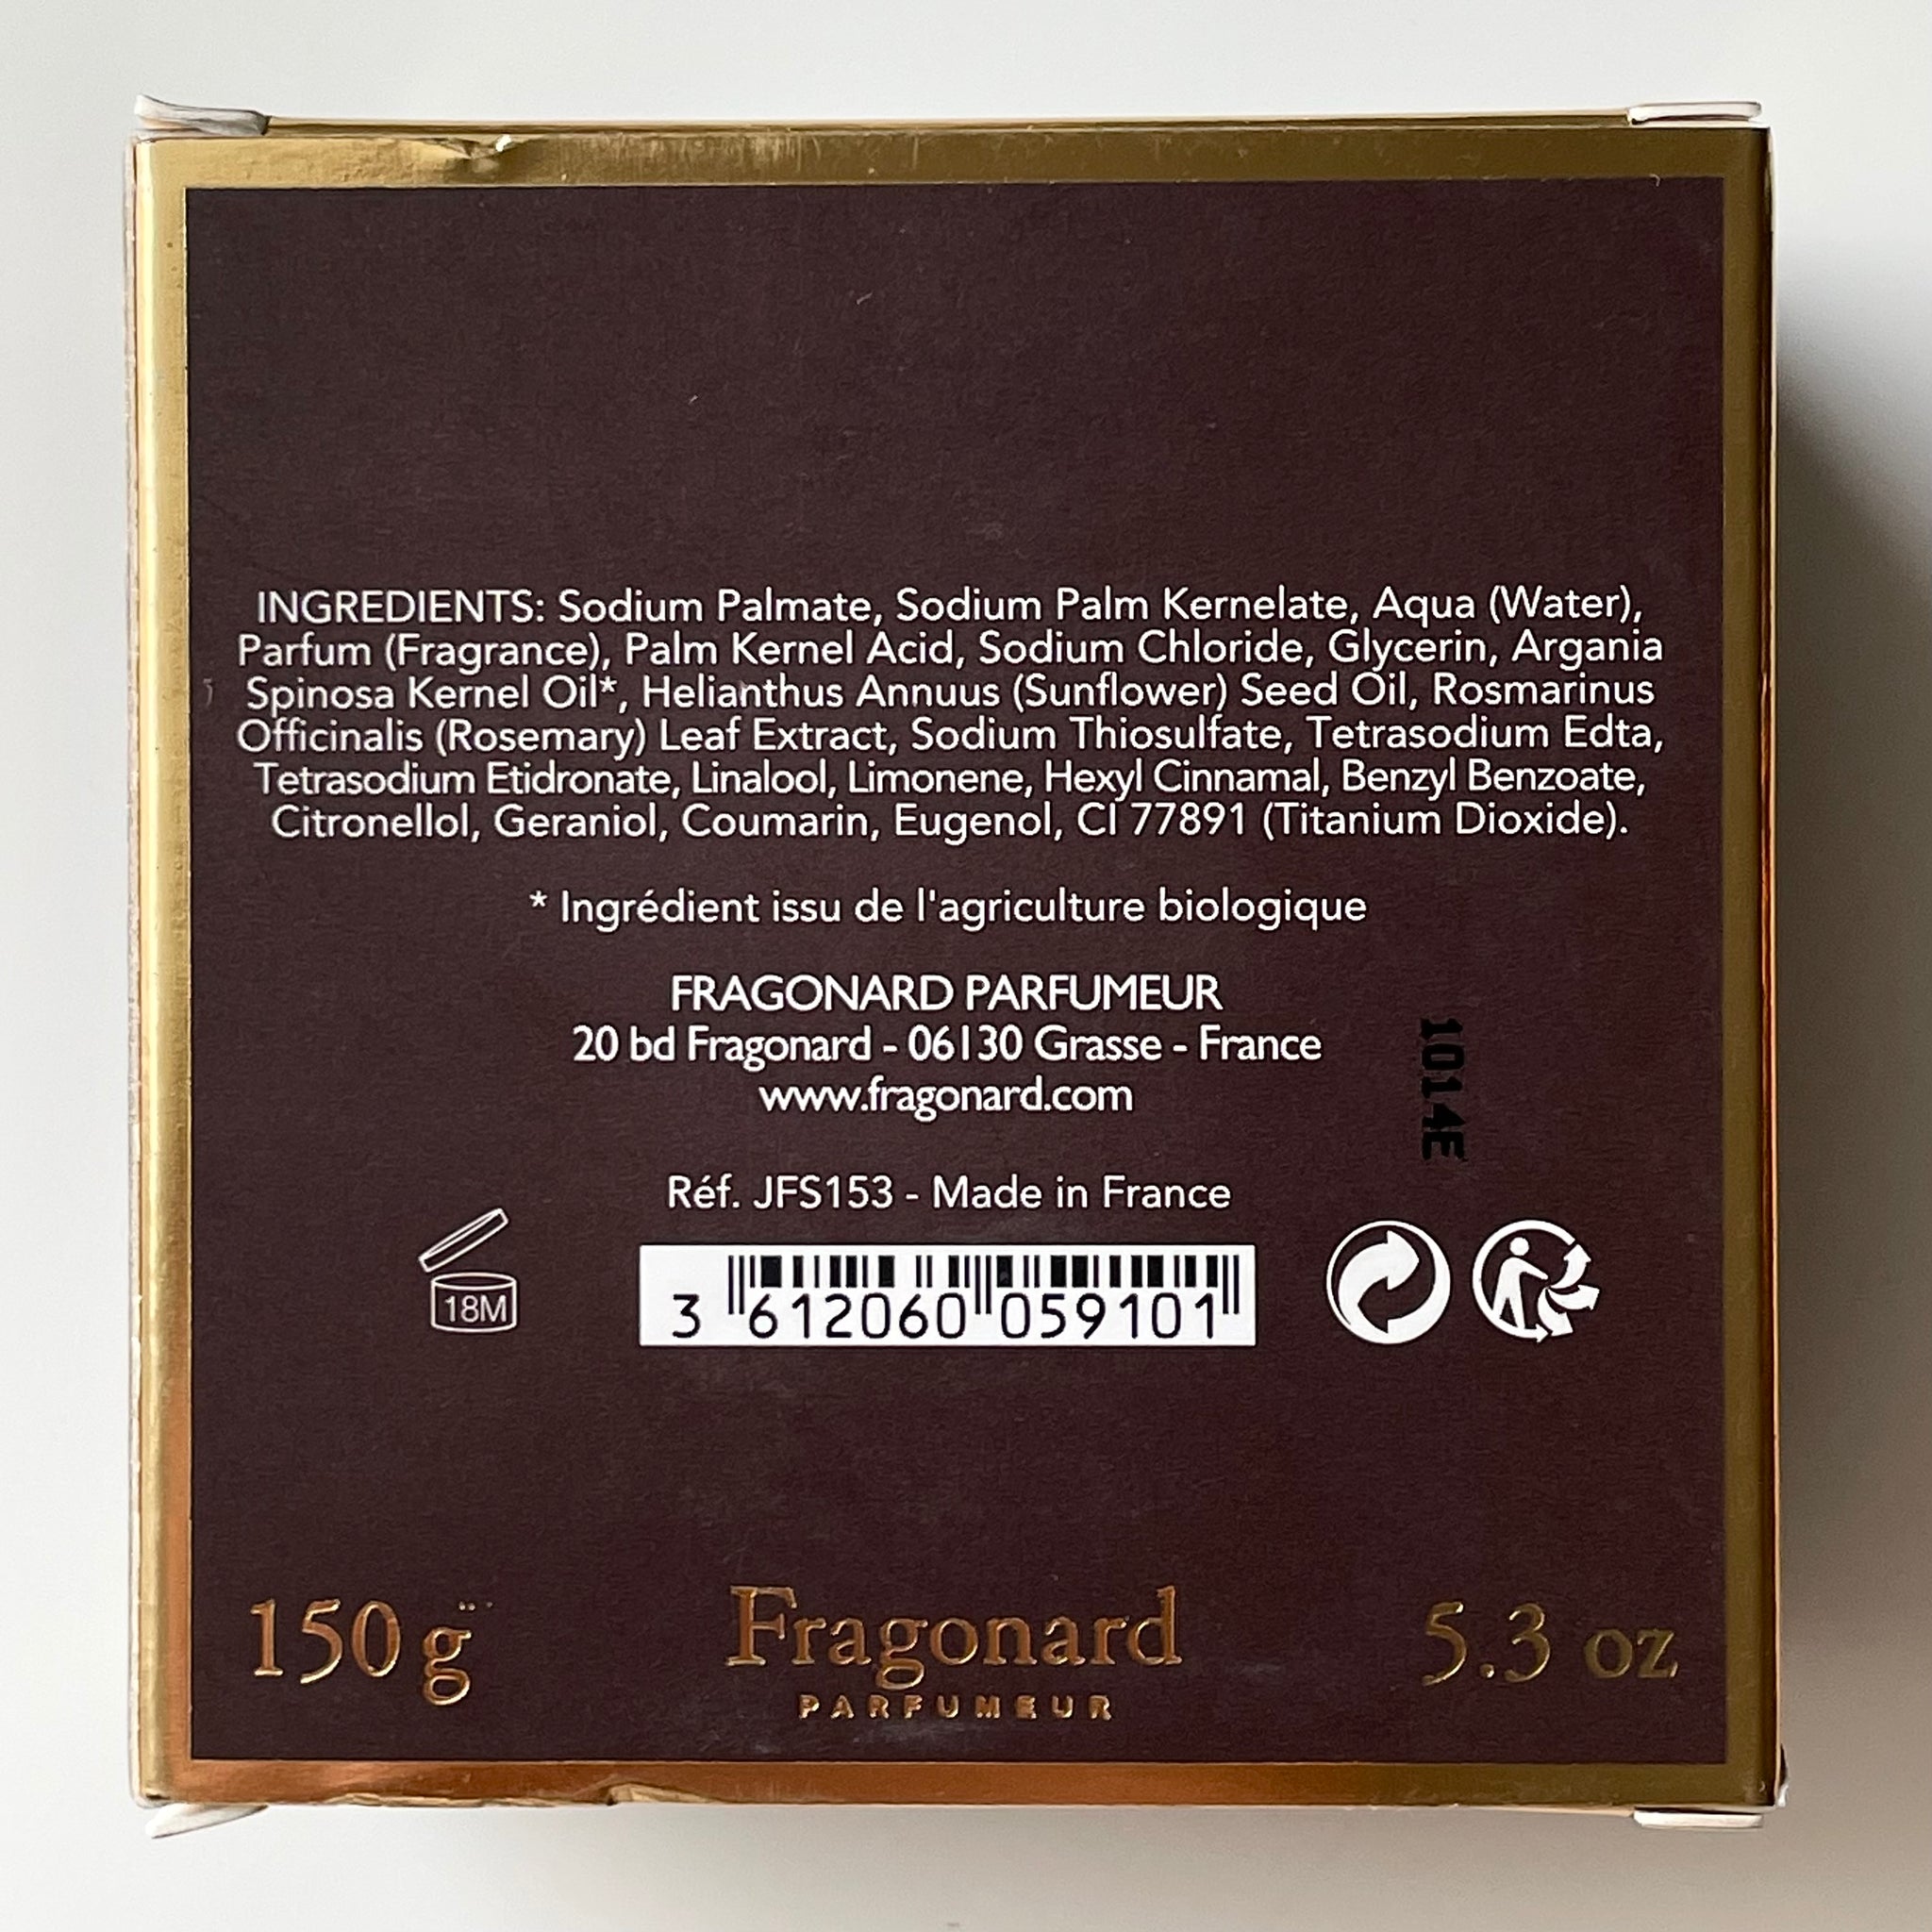 INGREDIENTS: Sodium Palmate, Sodium Palm Kernelate, Aqua (Water),
Parfum (Fragrance), Palm Kernel Acid, Sodium Chloride, Glycerin, Argania
Spinosa Kernel Oil*, Helianthus Annuus (Sunflower) Seed Oil, Rosmarinus
Officinalis (Rosemary) Leaf Extract, Sodium Thiosulfate, Tetrasodium Edta,
Tetrasodium Etidronate, Linalool, Limonene, Hexyl Cinnamal, Benzyl Benzoate,
Citronellol, Geraniol, Coumarin, Eugenol, CI 77891 (Titanium Dioxide).
* Ingrédient issu de l'agriculture biologique
FRAGONARD PARFUMEUR
20 bd Fragonard - 06130 Grasse - France
www.fragonard.com
1014E
Réf. JFS153 - Made in France
18M
3 612060 059101
150 g
Fragonard
PARFUMEUR
5.3 oz